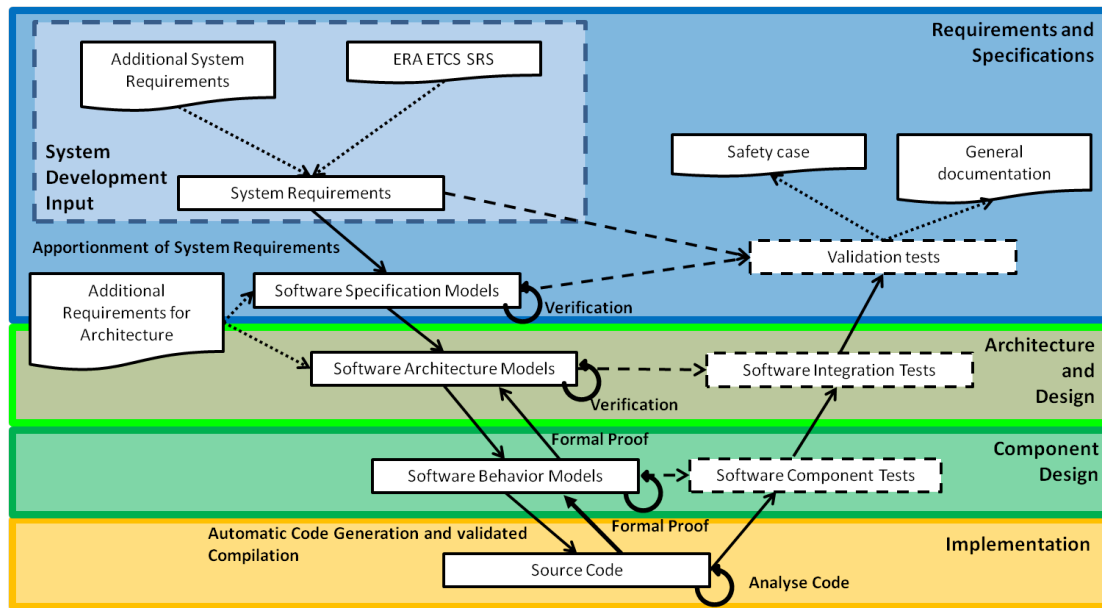 Requirements and
Specifications
Additional System
Requirements
ERA ETCS SRS
System
Development
Input
System Requirements
Safety case
General
documentation
Apportionment of System Requirements
Validation tests
Additional
Requirements for
Architecture
Software Specification Models
Verification
Architecture
and
Design
Software Architecture Models
Software Integration Tests
Verification
Formal Proof
Component
Design
Software Behavior Models
Software Component Tests
Formal Proof
Automatic Code Generation and validated
Compilation
Implementation
Source Code
Analyse Code